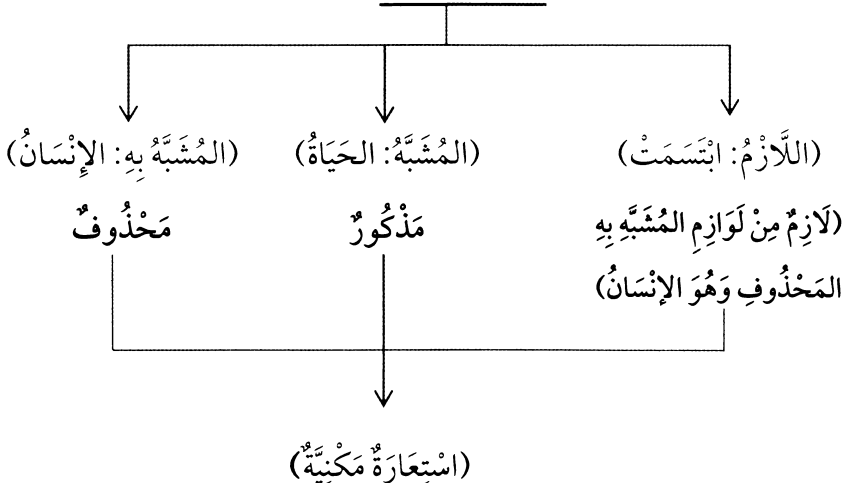 (اللَّازْمُ: ابْتَسَمَتْ)
(لَازِمٌ مِنْ لَوَازِمِ المُشَبَّهِ بِهِ
المَحْذُوفِ وَهُوَ الإنْسَانُ)
(المُشَبَّهُ: الحَيَاةُ)
مَذْكُورٌ
(المُشَبَّهُ بِهِ: الإِنْسَانُ)
مَحْذُوفٌ
(اسْتِعَارَةٌ مَكْنِيَّةٌ)